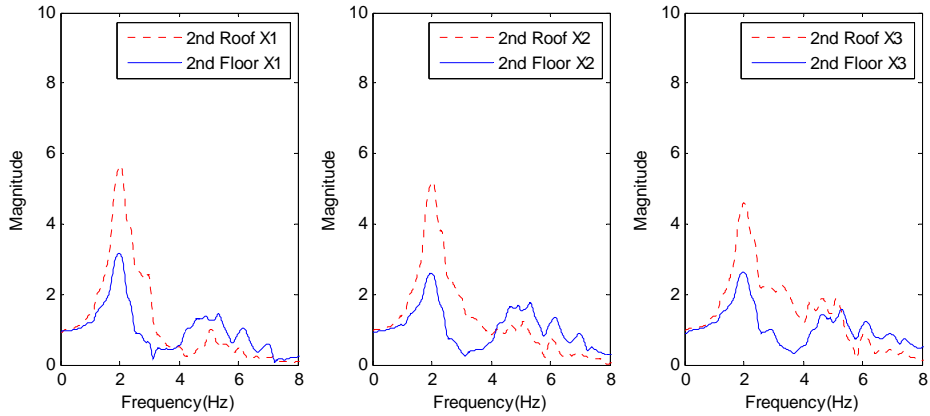 10
8
6
4
2
0
Magnitude
0 2 4 6 8
Frequency(Hz)
2nd Roof X1
2nd Floor X1
10
8
6
4
2
0
Magnitude
0 2 4 6 8
Frequency(Hz)
2nd Roof X2
2nd Floor X2
10
8
6
4
2
0
Magnitude
0 2 4 6 8
Frequency(Hz)
2nd Roof X3
2nd Floor X3